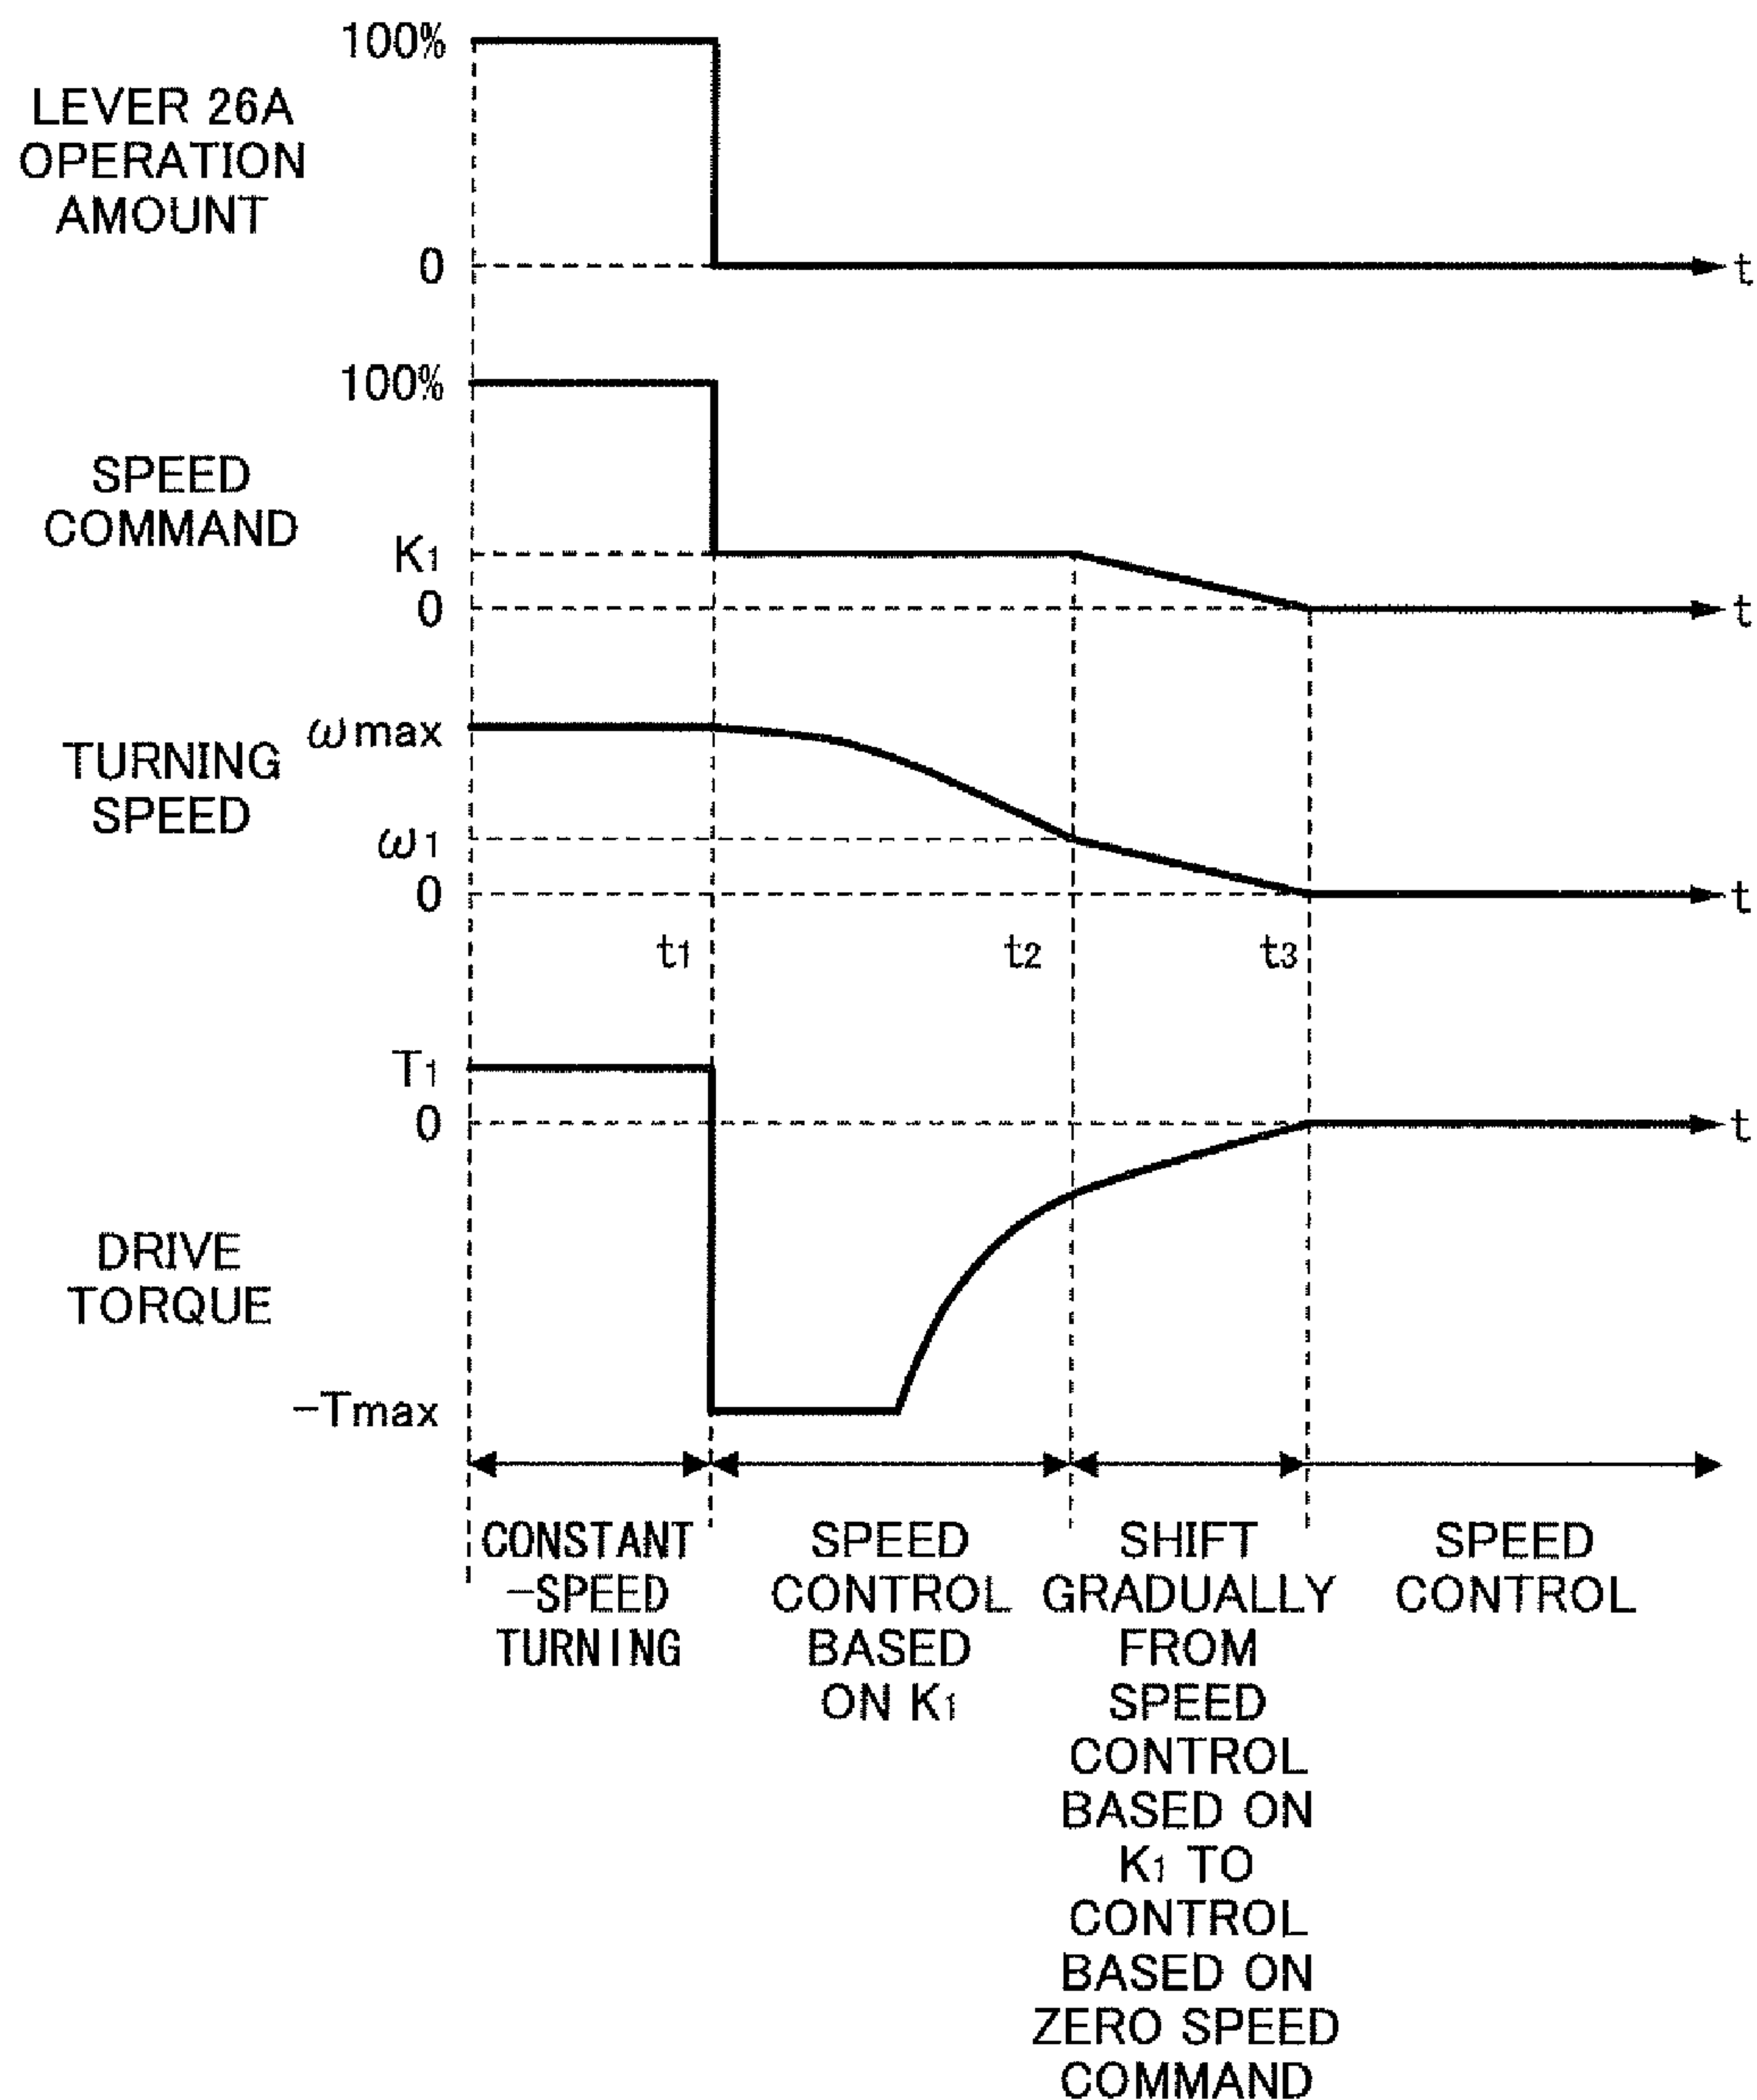 100%
LEVER 26A
OPERATION
AMOUNT
0
t
100%
SPEED
COMMAND
K1
0
t
ωmax
TURNING
SPEED
ω1
0
t
t1
t2
t3
T1
0
t
DRIVE
TORQUE
-Tmax
CONSTANT
-SPEED
TURNING
SPEED
CONTROL
BASED
ON K1
SHIFT
GRADUALLY
FROM
SPEED
CONTROL
BASED ON
K1 TO
CONTROL
BASED ON
ZERO SPEED
COMMAND
SPEED
CONTROL